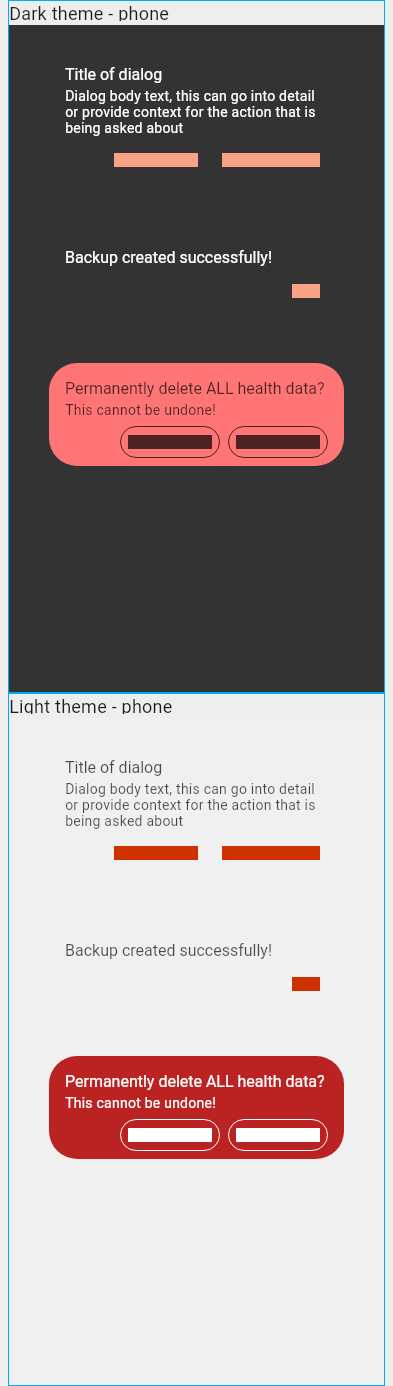 Dark theme - phone
Title of dialog
Dialog body text, this can go into detail
or provide context for the action that is
being asked about
Backup created successfully!
Permanently delete ALL health data?
This cannot be undone!
Light theme - phone
Title of dialog
Dialog body text, this can go into detail
or provide context for the action that is
being asked about
Backup created successfully!
Permanently delete ALL health data?
This cannot be undone!